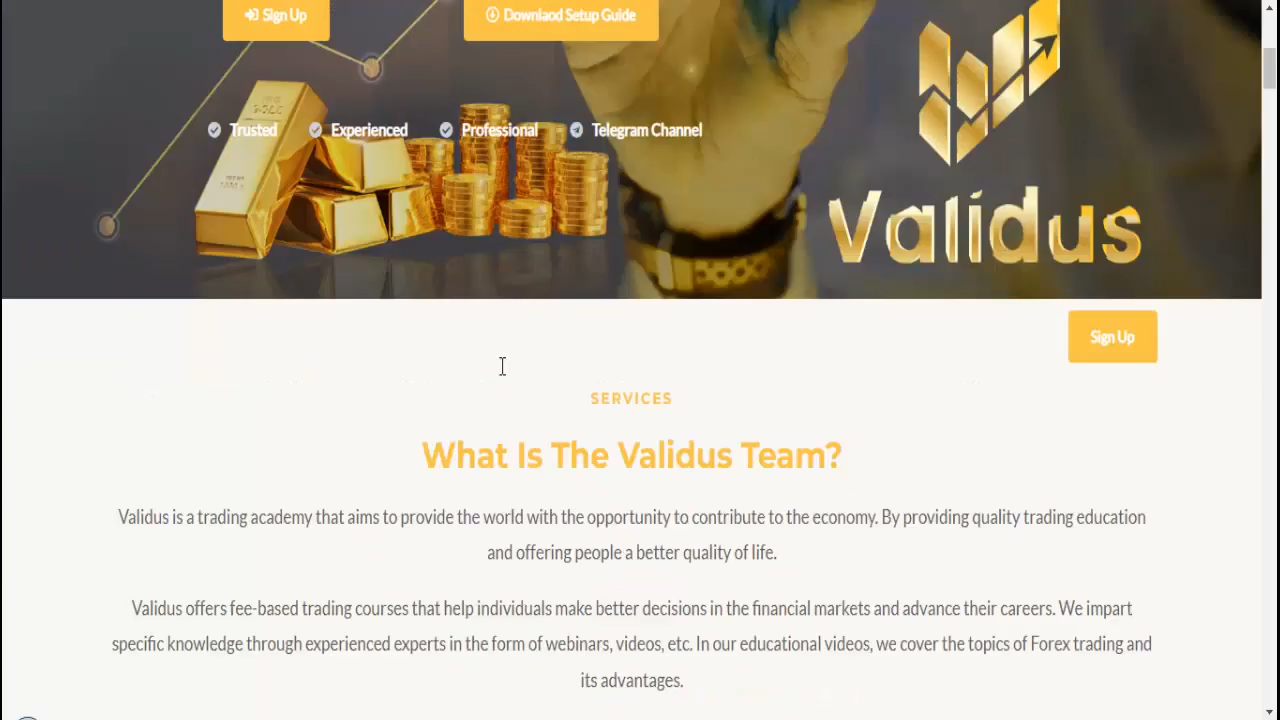 Sign Up
Downlaod Setup Guide
Trusted
Experienced
Professional
Telegram Channel
Validus
Sign Up
SERVICES
What Is The Validus Team?
Validus is a trading academy that aims to provide the world with the opportunity to contribute to the economy. By providing quality trading education
and offering people a better quality of life.
Validus offers fee-based trading courses that help individuals make better decisions in the financial markets and advance their careers. We impart
specific knowledge through experienced experts in the form of webinars, videos, etc. In our educational videos, we cover the topics of Forex trading and
its advantages.